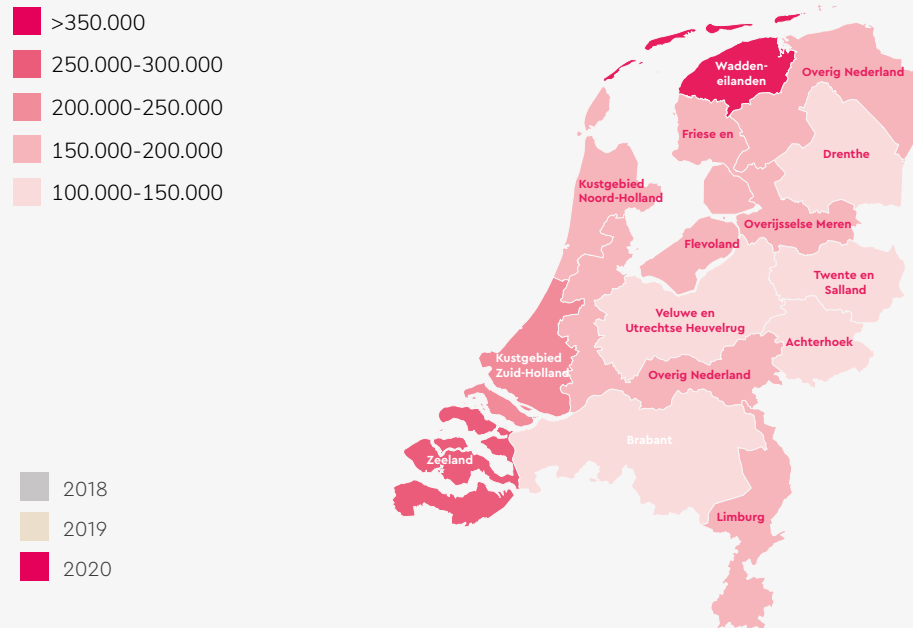 >350.000
250.000-300.000
200.000-250.000
150.000-200.000
100.000-150.000
Wadden-
eilanden
Overig Nederland
Friese en
Drenthe
Kustgebied
Noord-Holland
Overijsselse Meren
Flevoland
Twente en
Salland
Veluwe en
Utrechtse Heuvelrug
Achterhoek
Kustgebied
Zuid-Holland
Overig Nederland
Brabant
Zeeland
Limburg
2018
2019
2020